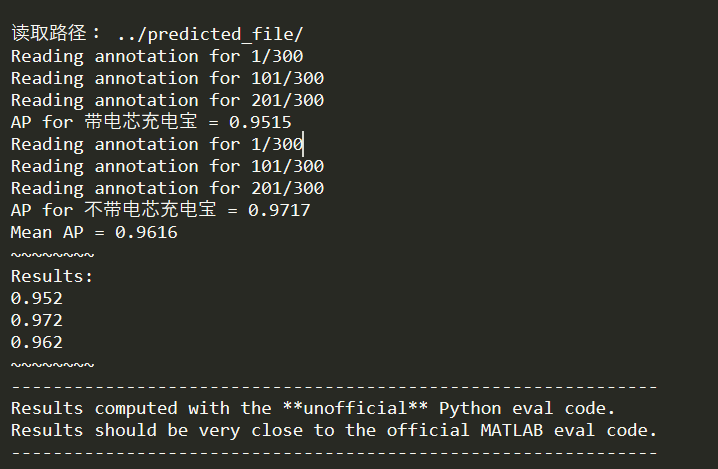 读取路径： ../predicted_file/
Reading annotation for 1/300
Reading annotation for 101/300
Reading annotation for 201/300
AP for 带电芯充电宝 = 0.9515
Reading annotation for 1/300
Reading annotation for 101/300
Reading annotation for 201/300
AP for 不带电芯充电宝 = 0.9717
Mean AP = 0.9616
~~~~~~~~
Results:
0.952
0.972
0.962
~~~~~~~~
--------------------------------------------------------------
Results computed with the **unofficial** Python eval code.
Results should be very close to the official MATLAB eval code.
--------------------------------------------------------------